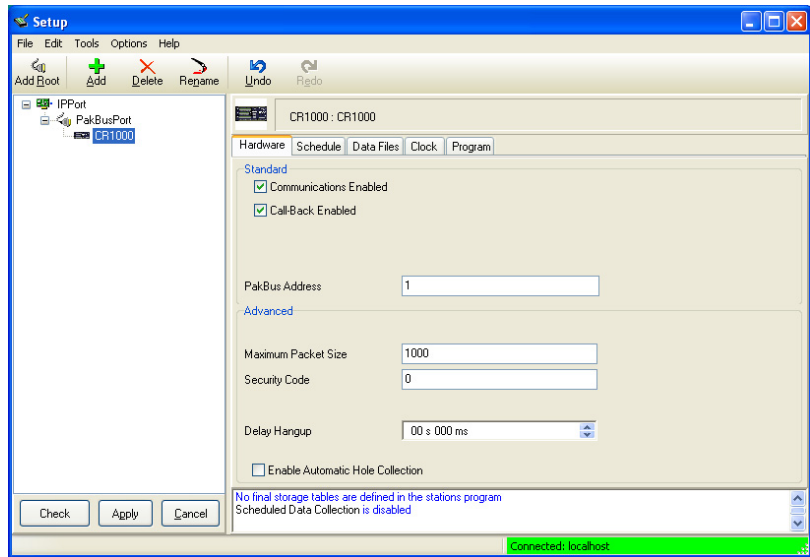 Setup
File Edit Tools Options Help
Add Root Add Delete Rename Undo Redo
IPPort
PakBusPort
CR1000
CR1000 : CR1000
Hardware Schedule Data Files Clock Program
Standard
Communications Enabled
Call-Back Enabled
PakBus Address 1
Advanced
Maximum Packet Size 1000
Security Code 0
Delay Hangup 00 s 000 ms
Enable Automatic Hole Collection
No final storage tables are defined in the stations program
Scheduled Data Collection is disabled
Check Apply Cancel
Connected: localhost